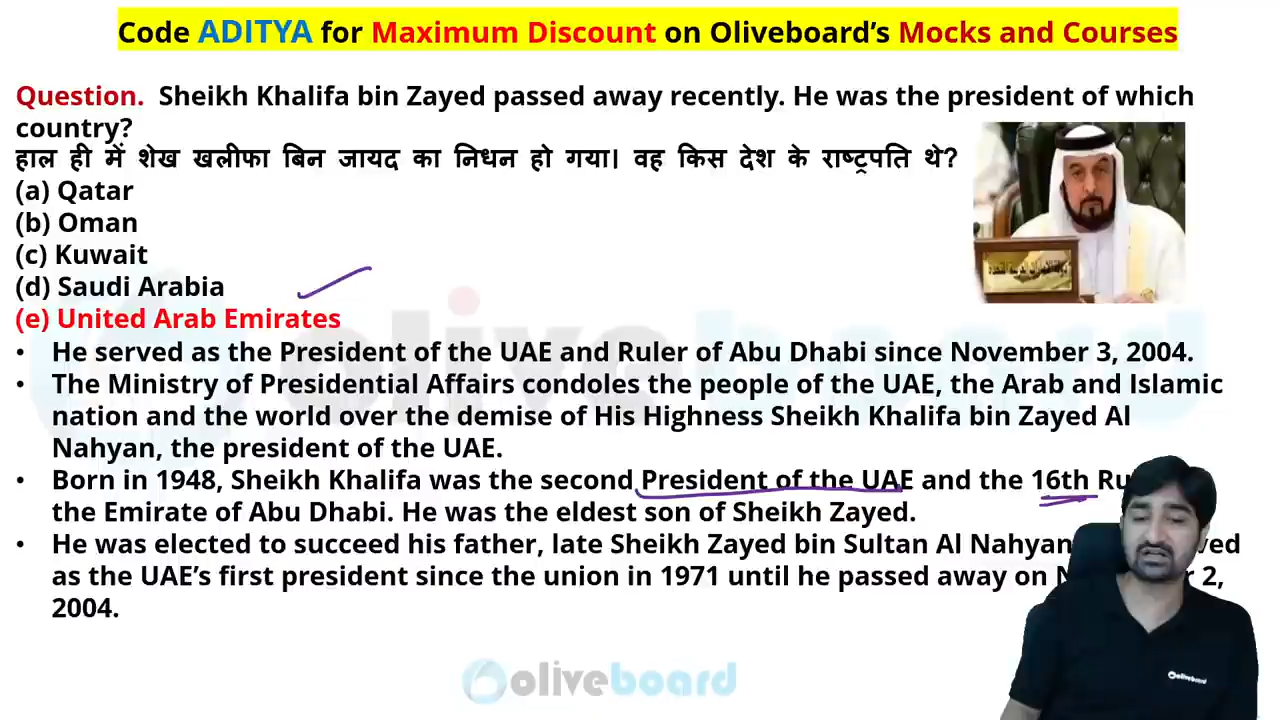 Code ADITYA for Maximum Discount on Oliveboard’s Mocks and Courses
Question. Sheikh Khalifa bin Zayed passed away recently. He was the president of which
country?
हाल ही में शेख खलीफा बिन जायद का निधन हो गया। वह किस देश के राष्ट्रपति थे?
(a) Qatar
(b) Oman
(c) Kuwait
(d) Saudi Arabia
(e) United Arab Emirates
• He served as the President of the UAE and Ruler of Abu Dhabi since November 3, 2004.
• The Ministry of Presidential Affairs condoles the people of the UAE, the Arab and Islamic
nation and the world over the demise of His Highness Sheikh Khalifa bin Zayed Al
Nahyan, the president of the UAE.
• Born in 1948, Sheikh Khalifa was the second President of the UAE and the 16th
the Emirate of Abu Dhabi. He was the eldest son of Sheikh Zayed.
• He was elected to succeed his father, late Sheikh Zayed bin Sultan Al Nahyan
as the UAE’s first president since the union in 1971 until he passed away on 2,
2004.
oliveboard
oliveboard
oliveboard